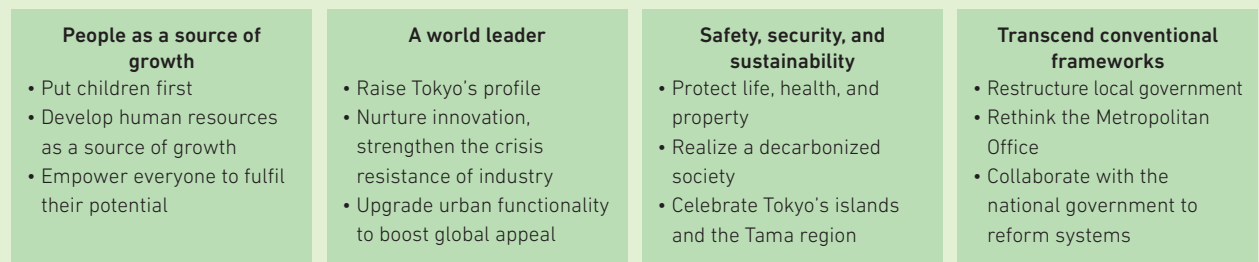 People as a source of
growth
• Put children first
• Develop human resources
as a source of growth
• Empower everyone to fulfil
their potential
A world leader
• Raise Tokyo's profile
• Nurture innovation,
strengthen the crisis
resistance of industry
• Upgrade urban functionality
to boost global appeal
Safety, security, and
sustainability
• Protect life, health, and
property
• Realize a decarbonized
society
• Celebrate Tokyo's islands
and the Tama region
Transcend conventional
frameworks
• Restructure local government
• Rethink the Metropolitan
Office
• Collaborate with the
national government to
reform systems